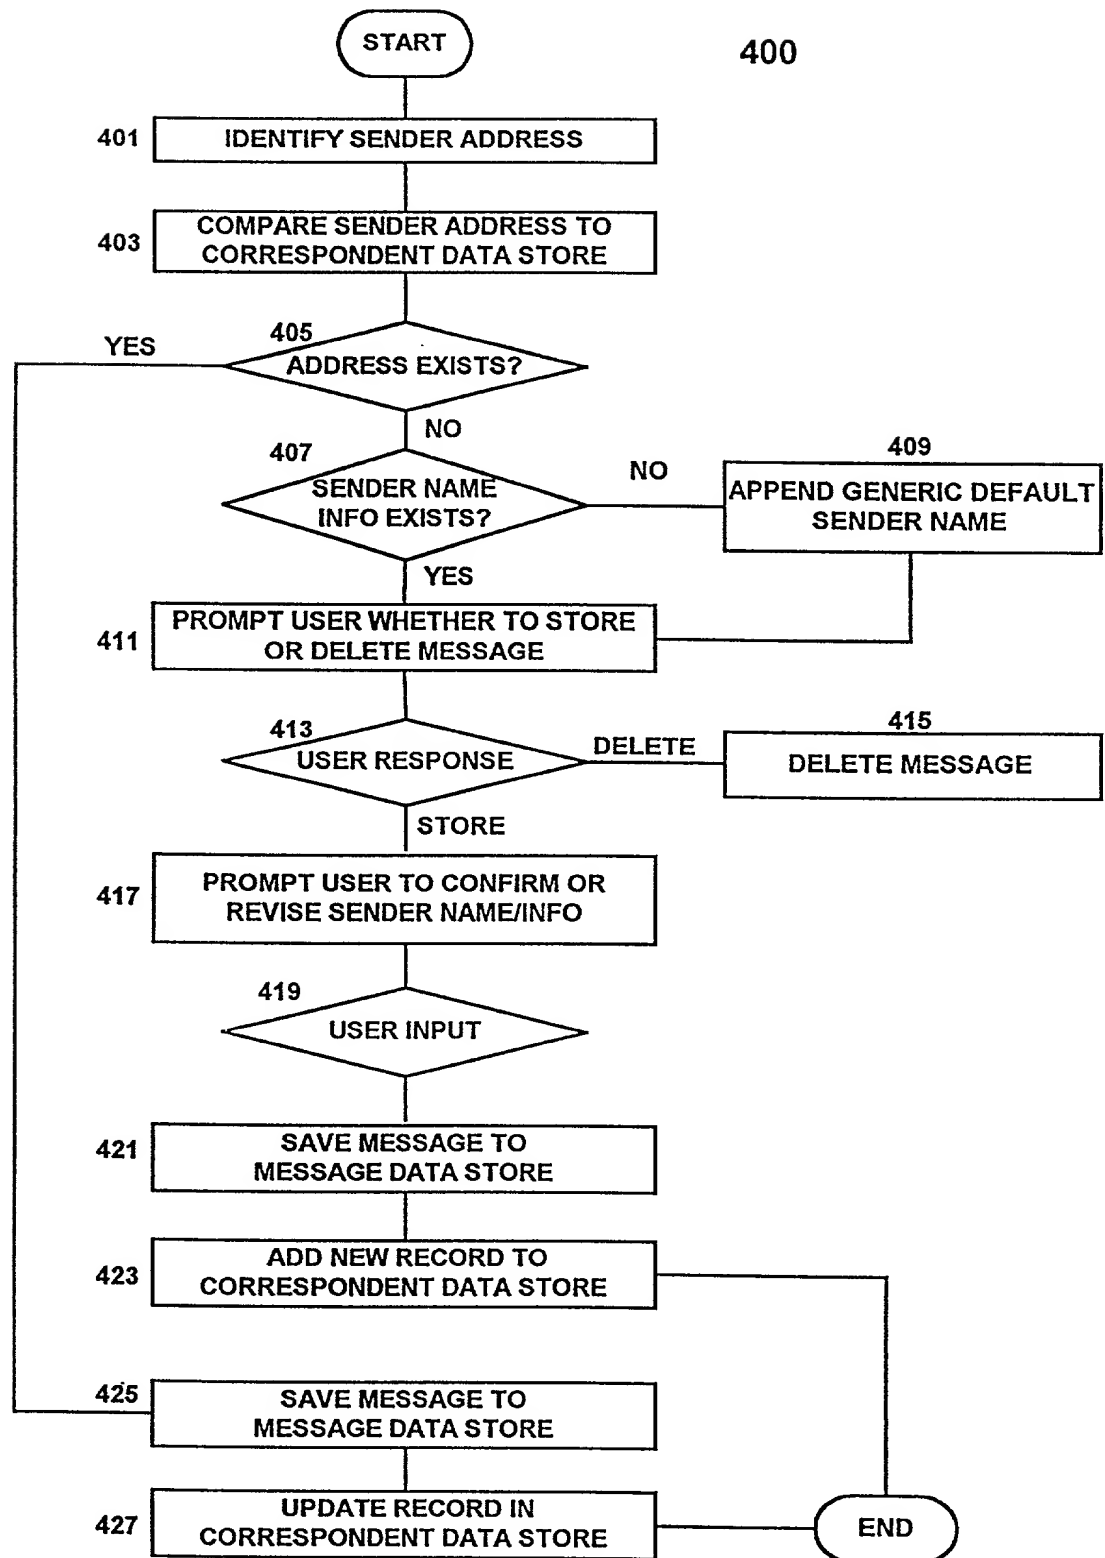 START
400
401
IDENTIFY SENDER ADDRESS
403
COMPARE SENDER ADDRESS TO
CORRESPONDENT DATA STORE
405
YES
ADDRESS EXISTS?
NO
407
SENDER NAME
INFO EXISTS?
NO
409
APPEND GENERIC DEFAULT
SENDER NAME
YES
411
PROMPT USER WHETHER TO STORE
OR DELETE MESSAGE
413
USER RESPONSE
DELETE
415
DELETE MESSAGE
STORE
417
PROMPT USER TO CONFIRM OR
REVISE SENDER NAME/INFO
419
USER INPUT
421
SAVE MESSAGE TO
MESSAGE DATA STORE
423
ADD NEW RECORD TO
CORRESPONDENT DATA STORE
425
SAVE MESSAGE TO
MESSAGE DATA STORE
427
UPDATE RECORD IN
CORRESPONDENT DATA STORE
END